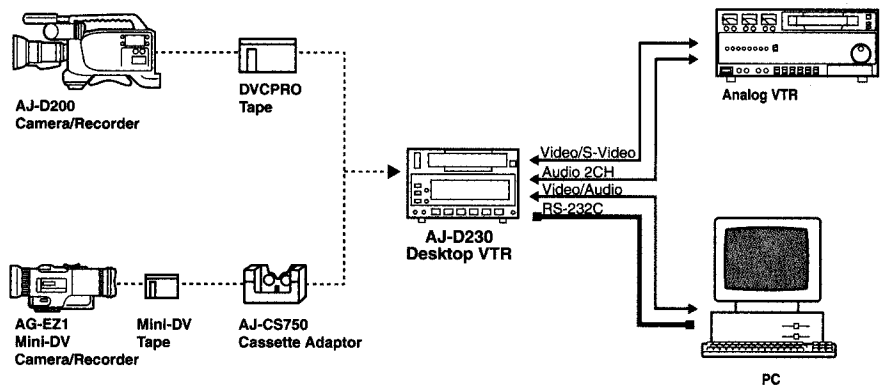 AJ-D200
Camera/Recorder
DVCPRO
Tape
Analog VTR
Video/S-Video
Audio 2CH
Video/Audio
RS-232C
AJ-D230
Desktop VTR
AG-EZ1
Mini-DV
Camera/Recorder
Mini-DV
Tape
AJ-CS750
Cassette Adaptor
PC